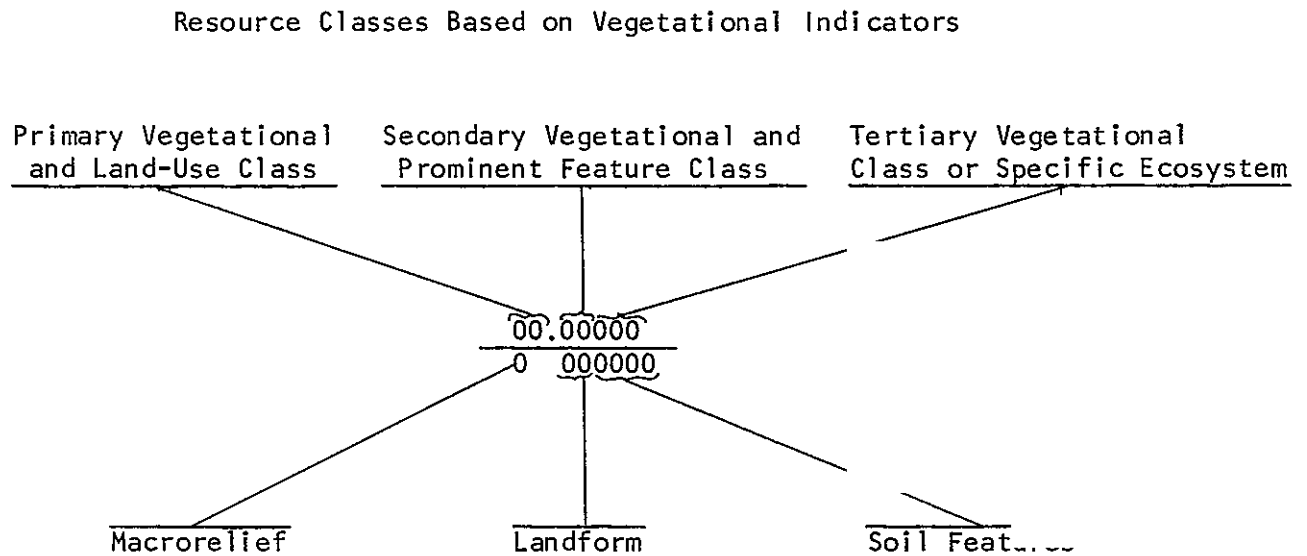 Resource Classes Based on Vegetational Indicators
Primary Vegetational
and Land-Use Class
Secondary Vegetational and
Prominent Feature Class
Tertiary Vegetational
Class or Specific Ecosystem
00.00000
0 000000
Macrorelief
Landform
Soil